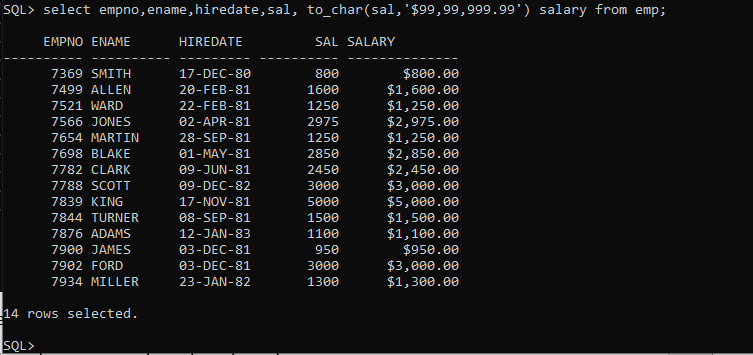 SQL> select empno,ename,hiredate,sal, to_char(sal,'$99,99,999.99') salary from emp;
     EMPNO ENAME      HIREDATE         SAL SALARY
---------- ---------- --------- ---------- --------------
      7369 SMITH      17-DEC-80        800        $800.00
      7499 ALLEN      20-FEB-81       1600      $1,600.00
      7521 WARD       22-FEB-81       1250      $1,250.00
      7566 JONES      02-APR-81       2975      $2,975.00
      7654 MARTIN     28-SEP-81       1250      $1,250.00
      7698 BLAKE      01-MAY-81       2850      $2,850.00
      7782 CLARK      09-JUN-81       2450      $2,450.00
      7788 SCOTT      09-DEC-82       3000      $3,000.00
      7839 KING       17-NOV-81       5000      $5,000.00
      7844 TURNER     08-SEP-81       1500      $1,500.00
      7876 ADAMS      12-JAN-83       1100      $1,100.00
      7900 JAMES      03-DEC-81        950        $950.00
      7902 FORD       03-DEC-81       3000      $3,000.00
      7934 MILLER     23-JAN-82       1300      $1,300.00
14 rows selected.
SQL>